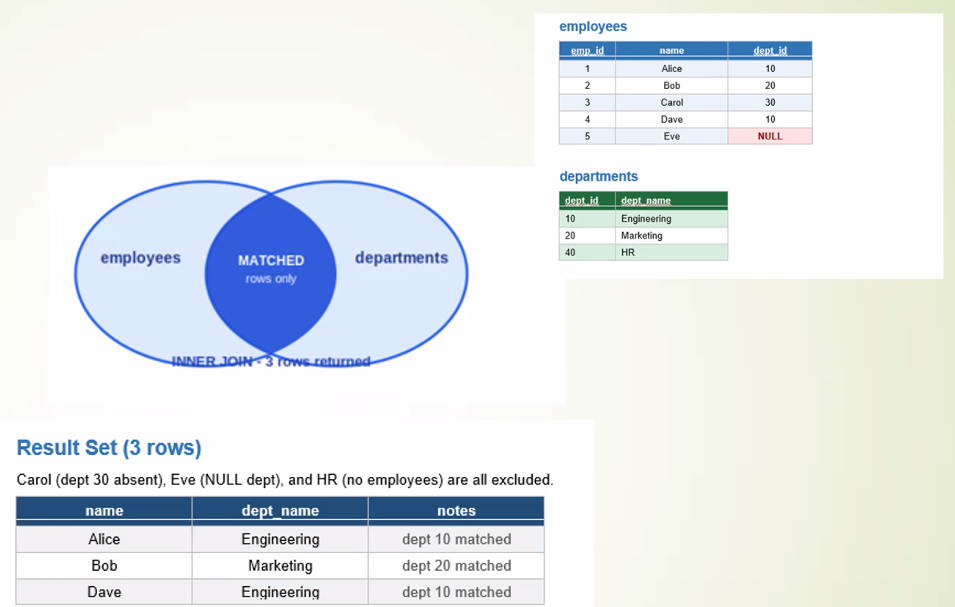 employees
emp_id name dept_id
1 Alice 10
2 Bob 20
3 Carol 30
4 Dave 10
5 Eve NULL
departments
dept_id dept_name
10 Engineering
20 Marketing
40 HR
employees MATCHED departments
rows only
INNER JOIN - 3 rows returned
Result Set (3 rows)
Carol (dept 30 absent), Eve (NULL dept), and HR (no employees) are all excluded.
name dept_name notes
Alice Engineering dept 10 matched
Bob Marketing dept 20 matched
Dave Engineering dept 10 matched